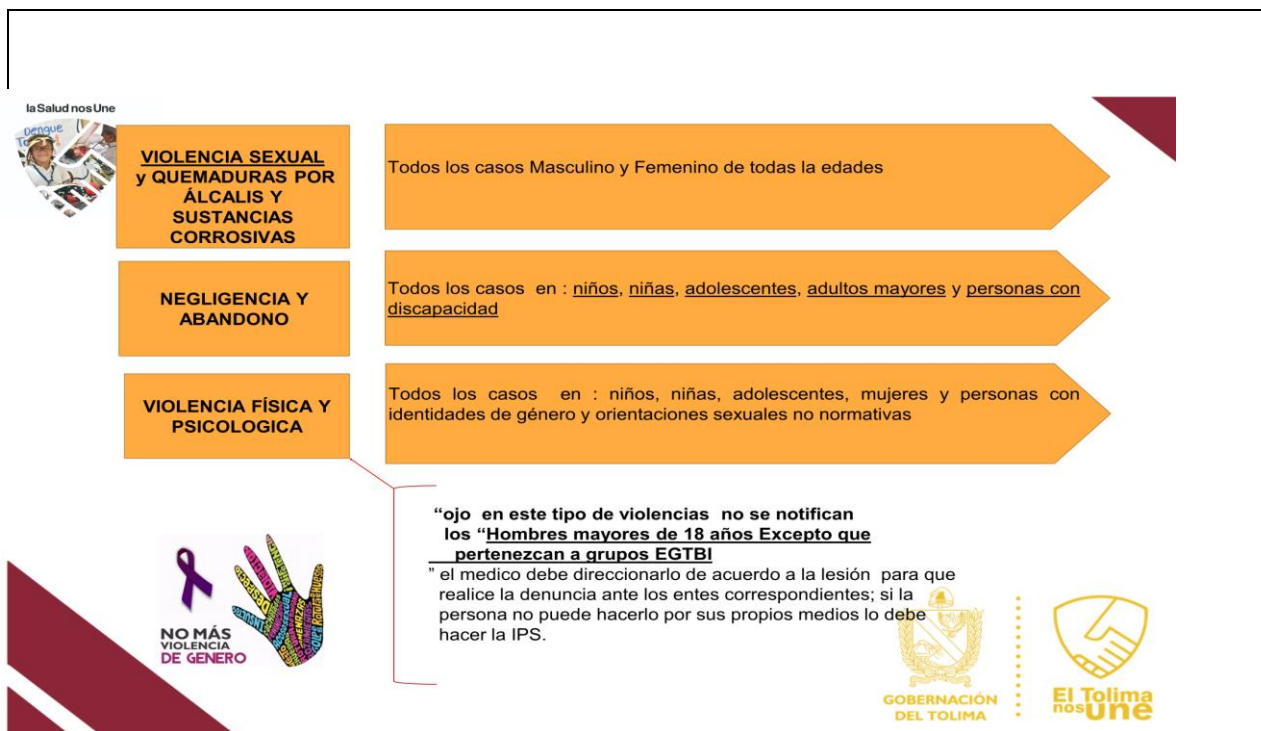 la Salud nos Une
Dengue
VIOLENCIA SEXUAL
y QUEMADURAS POR
ÁLCALIS Y
SUSTANCIAS
CORROSIVAS
Todos los casos Masculino y Femenino de todas la edades
NEGLIGENCIA Y
ABANDONO
Todos los casos en : niños, niñas, adolescentes, adultos mayores y personas con
discapacidad
VIOLENCIA FÍSICA Y
PSICOLOGICA
Todos los casos en : niños, niñas, adolescentes, mujeres y personas con
identidades de género y orientaciones sexuales no normativas
“ojo en este tipo de violencias no se notifican
los “Hombres mayores de 18 años Excepto que
pertenezcan a grupos EGTBI
” el medico debe direccionarlo de acuerdo a la lesión para que
realice la denuncia ante los entes correspondientes; si la
persona no puede hacerlo por sus propios medios lo debe
hacer la IPS.
NO MÁS
VIOLENCIA
DE GENERO
GOBERNACIÓN
DEL TOLIMA
El Tolima
nos une